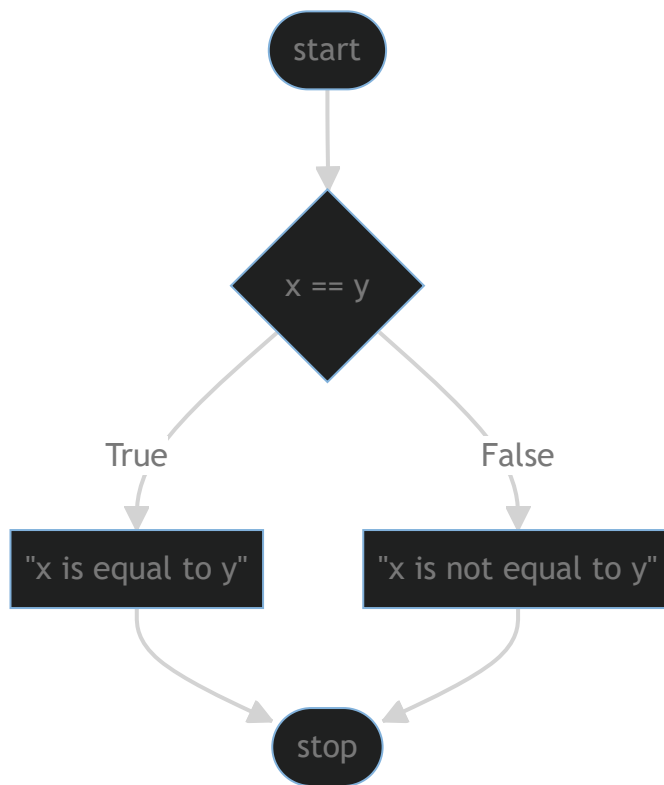 start
x == y
True
False
"x is equal to y"
"x is not equal to y"
stop